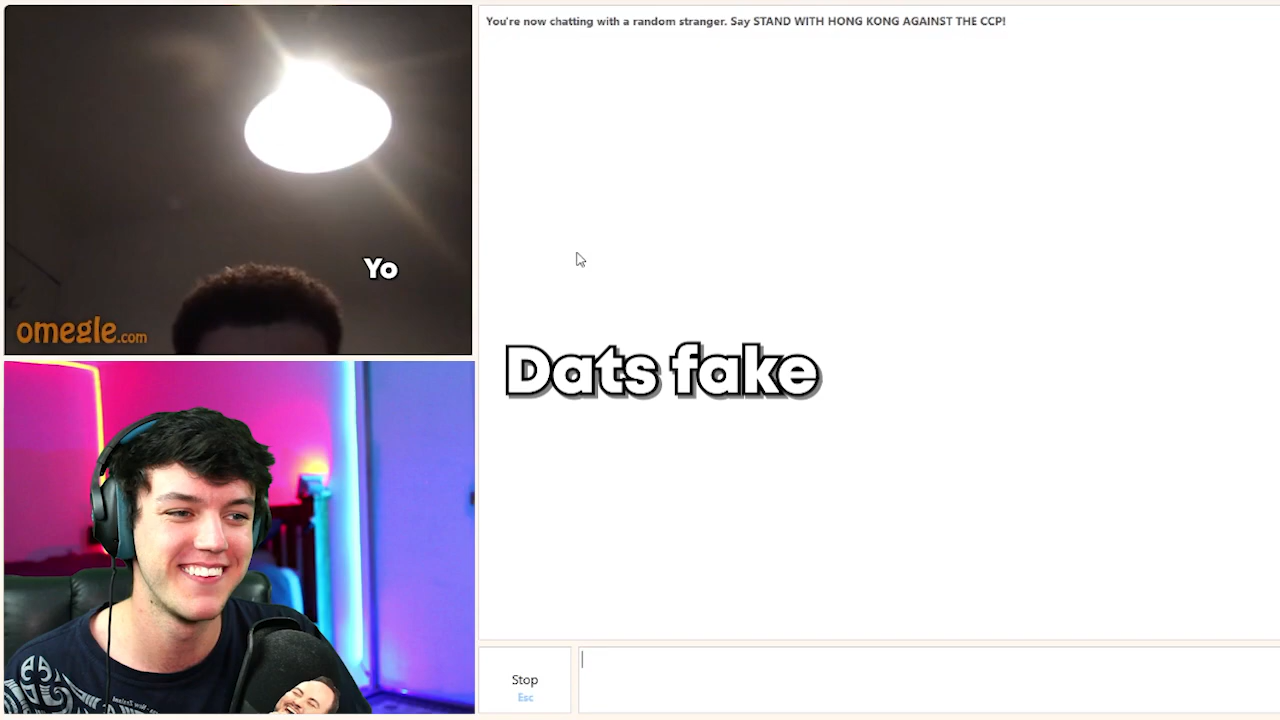 You're now chatting with a random stranger. Say STAND WITH HONG KONG AGAINST THE CCP!
Yo
omegle.com
Dats fake
Stop
Esc